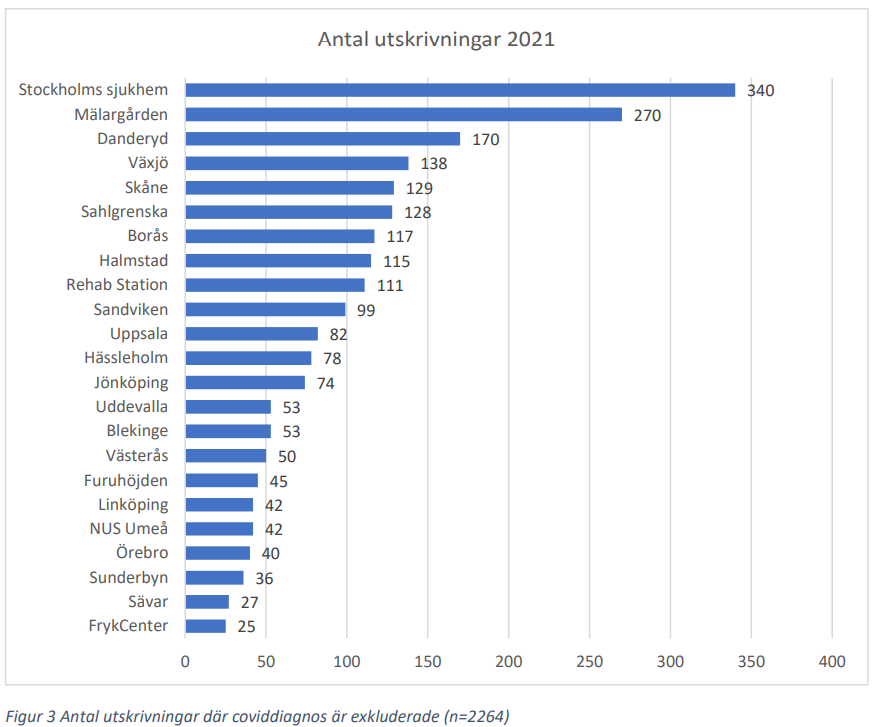 Antal utskrivningar 2021
Stockholms sjukhem 340
Mälargården 270
Danderyd 170
Växjö 138
Skåne 129
Sahlgrenska 128
Borås 117
Halmstad 115
Rehab Station 111
Sandviken 99
Uppsala 82
Hässleholm 78
Jönköping 74
Uddevalla 53
Blekinge 53
Västerås 50
Furuhöjden 45
Linköping 42
NUS Umeå 42
Örebro 40
Sunderbyn 36
Sävar 27
FrykCenter 25
0 50 100 150 200 250 300 350 400
Figur 3 Antal utskrivningar där coviddiagnos är exkluderade (n=2264)